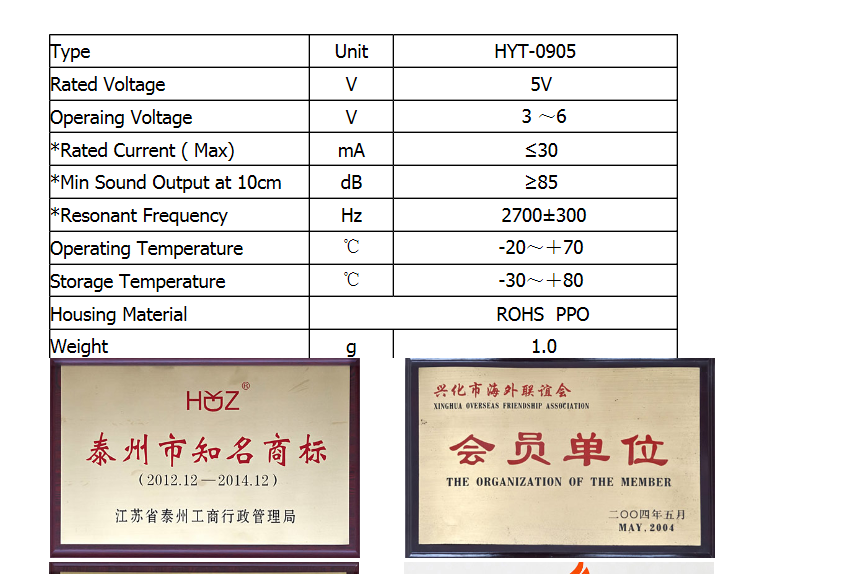 Type Unit HYT-0905
Rated Voltage V 5V
Operaing Voltage V 3 ～6
*Rated Current ( Max) mA ≤30
*Min Sound Output at 10cm dB ≥85
*Resonant Frequency Hz 2700±300
Operating Temperature ℃ -20～＋70
Storage Temperature ℃ -30～＋80
Housing Material ROHS PPO
Weight g 1.0
HYZ®
泰州市知名商标
(2012.12—2014.12)
江苏省泰州工商行政管理局
兴化市海外联谊会
XINGHUA OVERSEAS FRIENDSHIP ASSOCIATION
会员单位
THE ORGANIZATION OF THE MEMBER
二〇〇四年五月
MAY,2004